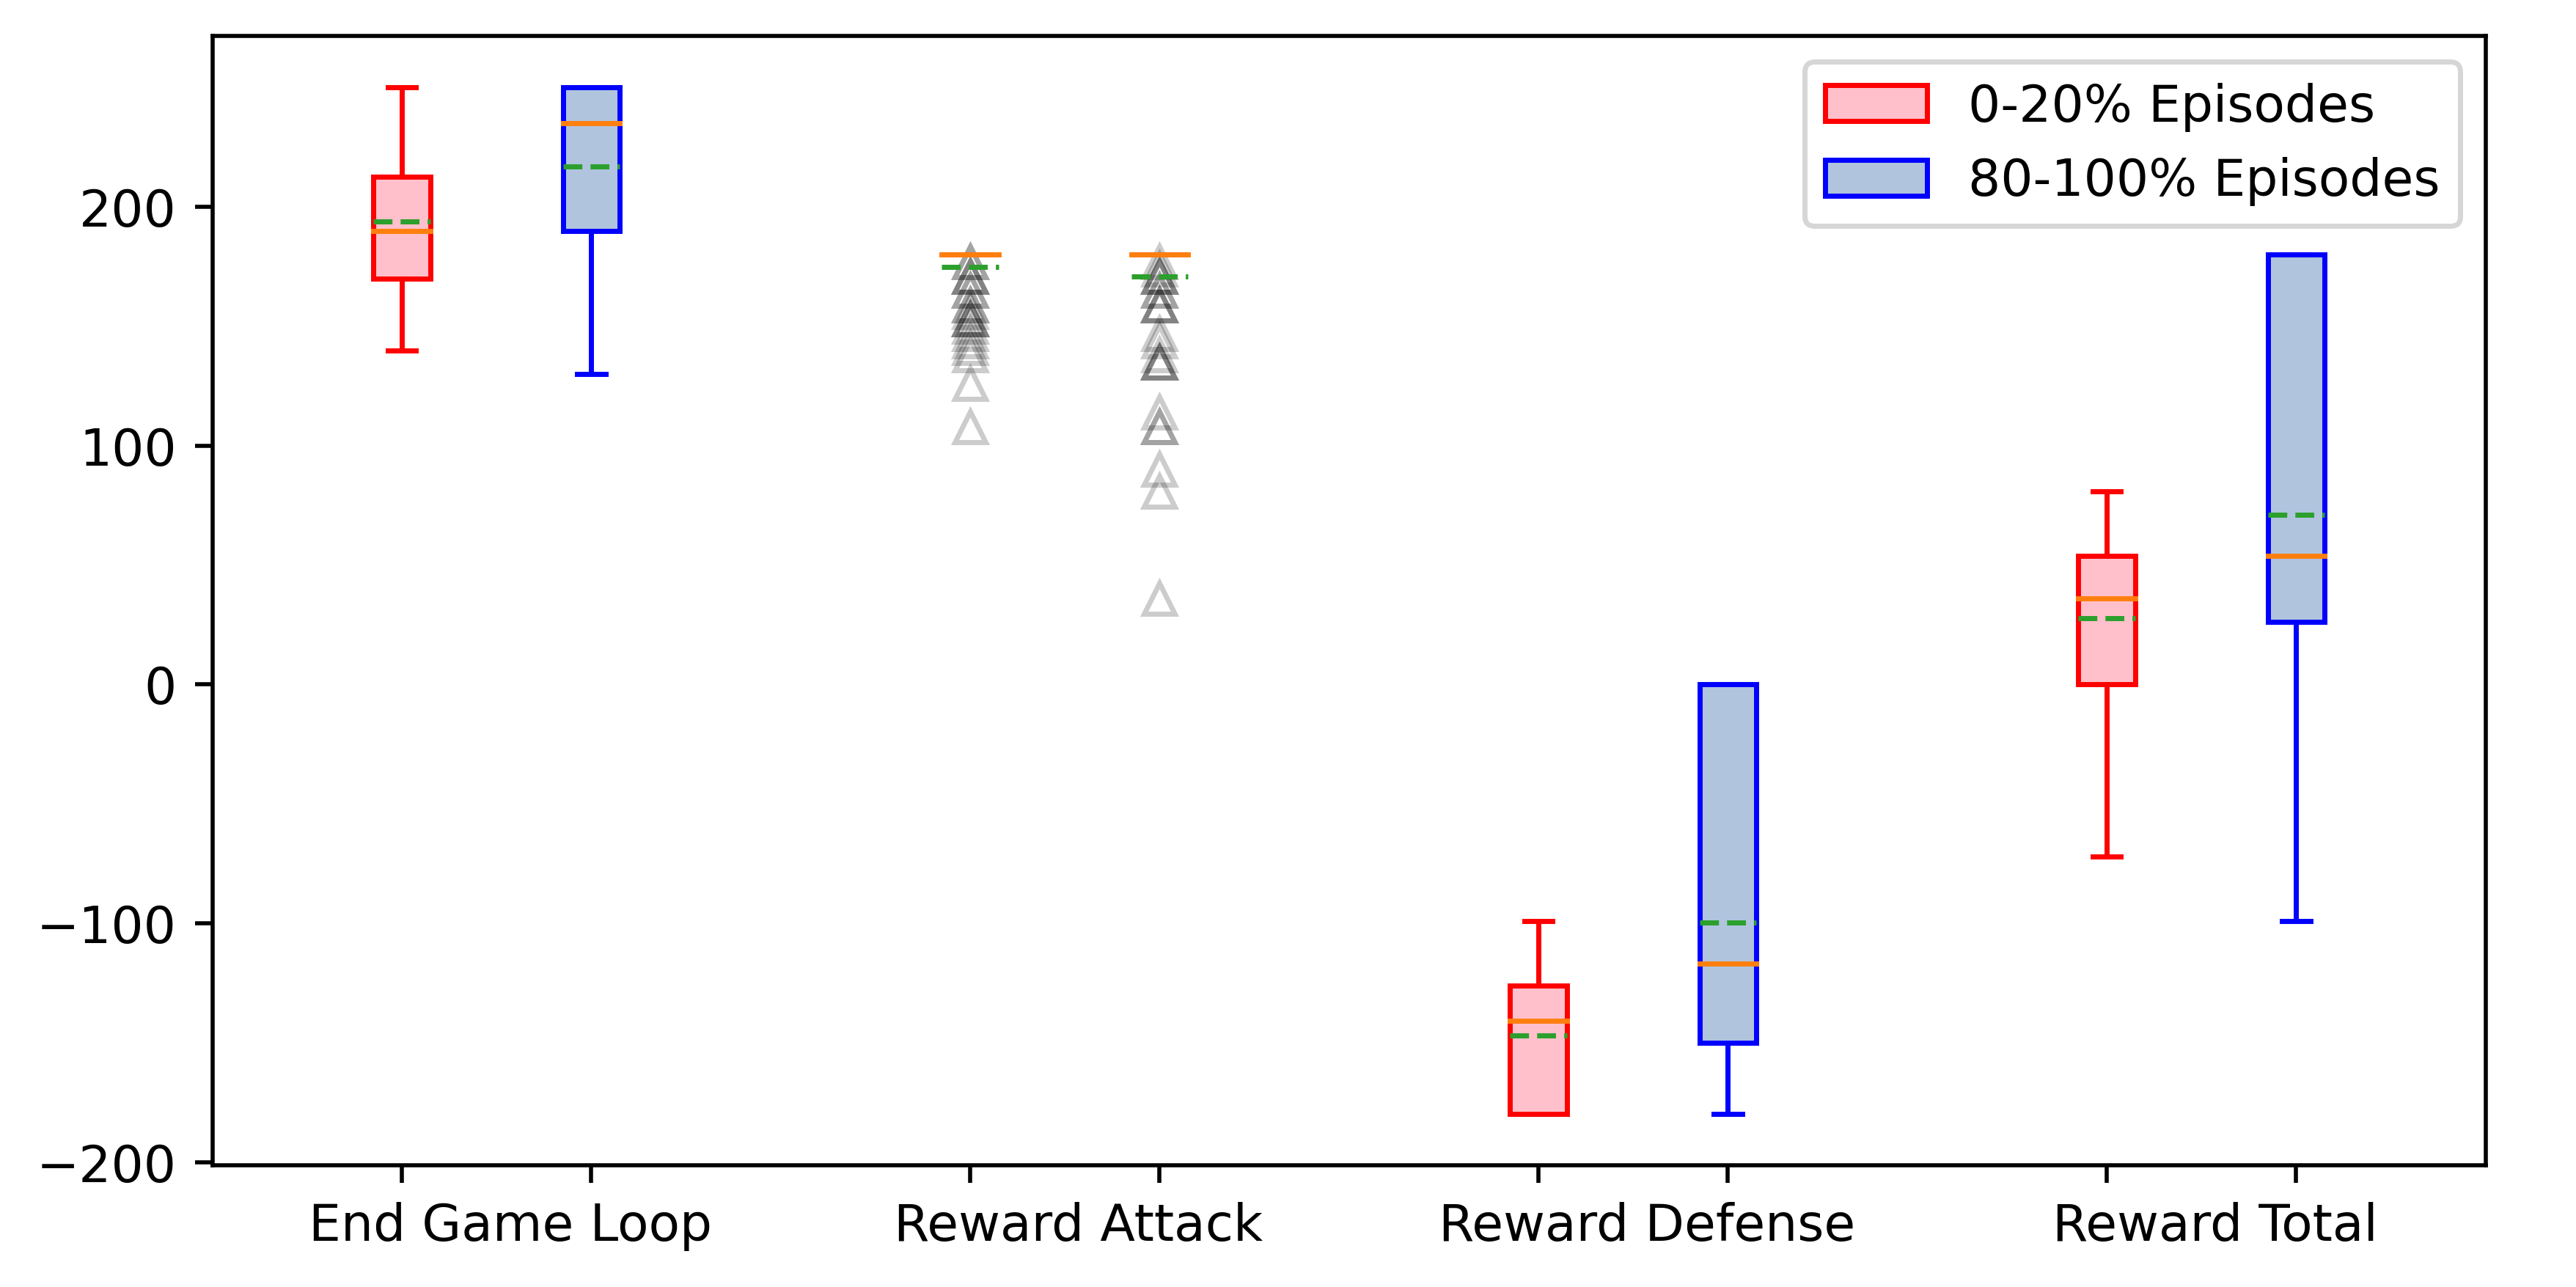 0-20% Episodes
80-100% Episodes
200
100
0
−100
−200
End Game Loop
Reward Attack
Reward Defense
Reward Total